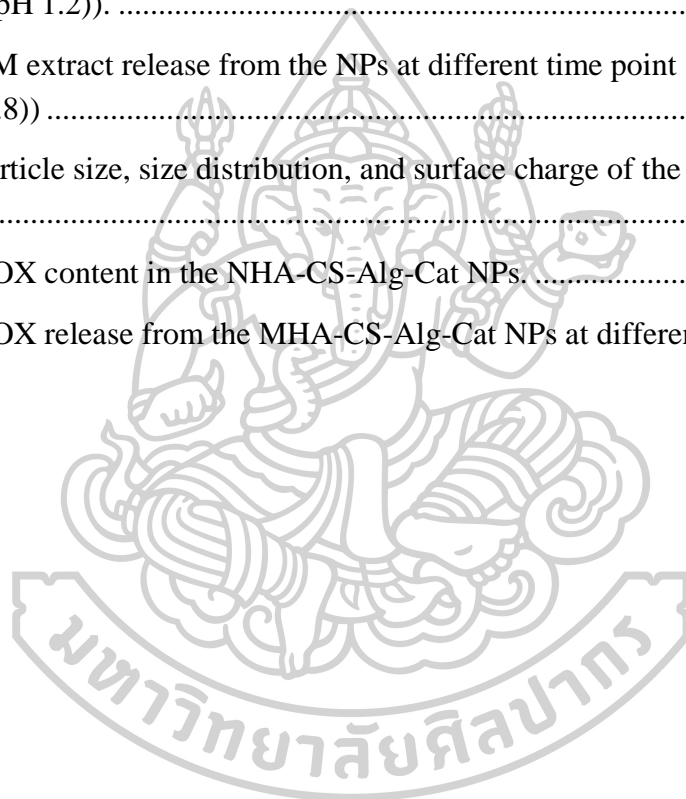 pH 1.2)). ........................................................................
M extract release from the NPs at different time point
.8)) ................................................................................
rticle size, size distribution, and surface charge of the
......................................................................................
OX content in the NHA-CS-Alg-Cat NPs. ...................
OX release from the MHA-CS-Alg-Cat NPs at differen
มหาวิทยาลัยศิลปากร